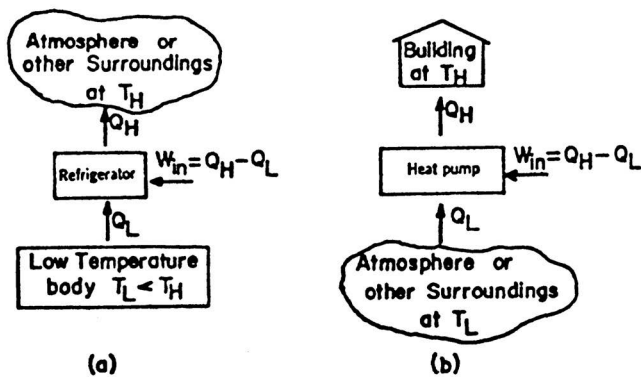 Atmosphere or
other Surroundings
at T_H
Q_H
Refrigerator
W_in = Q_H - Q_L
Q_L
Low Temperature
body T_L < T_H
(a)
Building
at T_H
Q_H
Heat pump
W_in = Q_H - Q_L
Q_L
Atmosphere or
other Surroundings
at T_L
(b)